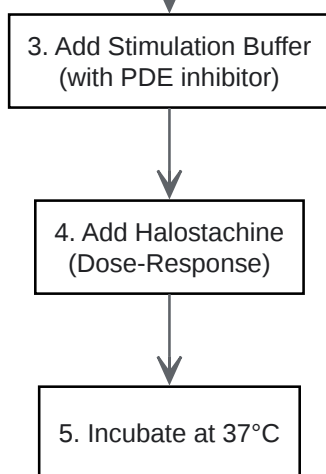 3. Add Stimulation Buffer
(with PDE inhibitor)
4. Add Halostachine
(Dose-Response)
5. Incubate at 37°C